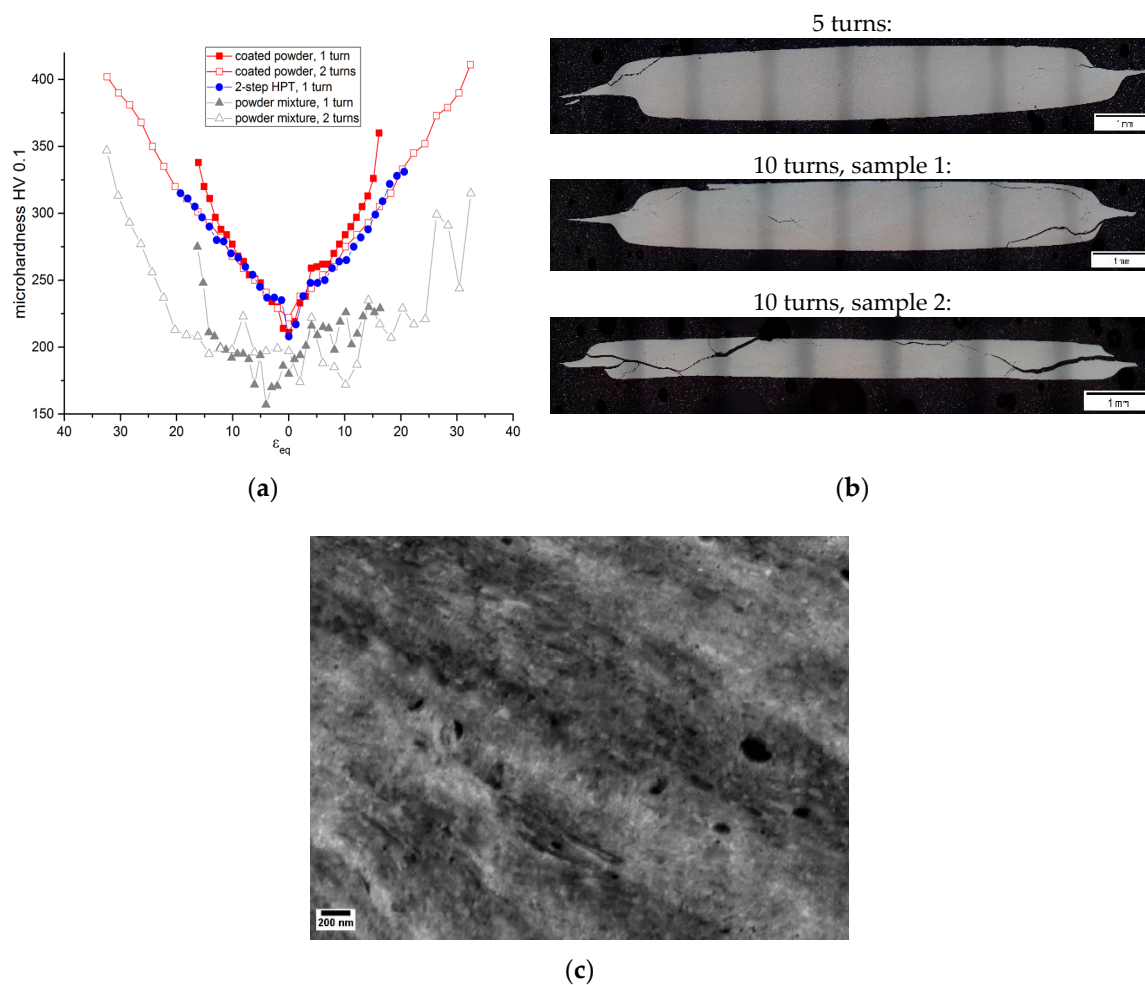 coated powder, 1 turn
coated powder, 2 turns
2-step HPT, 1 turn
powder mixture, 1 turn
powder mixture, 2 turns
microhardness HV 0.1
400
350
300
250
200
150
40 30 20 10 0 10 20 30 40
εeq
(a)
5 turns:
1 mm
10 turns, sample 1:
1 mm
10 turns, sample 2:
1 mm
(b)
200 nm
(c)